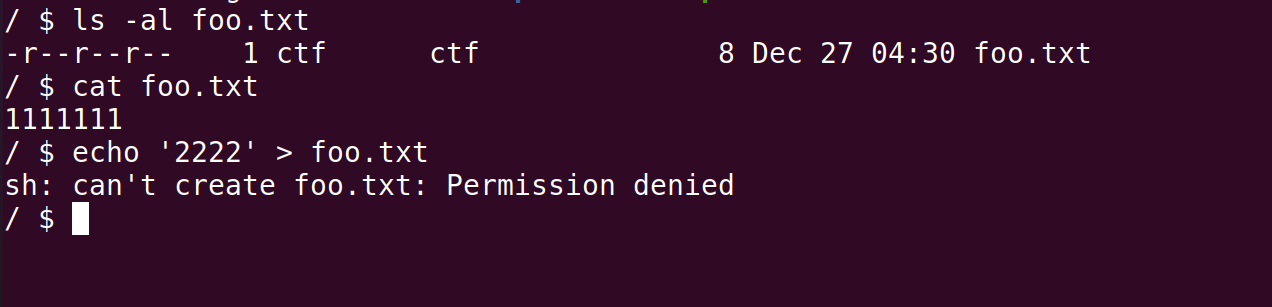 / $ ls -al foo.txt
-r--r--r--    1 ctf      ctf              8 Dec 27 04:30 foo.txt
/ $ cat foo.txt
1111111
/ $ echo '2222' > foo.txt
sh: can't create foo.txt: Permission denied
/ $